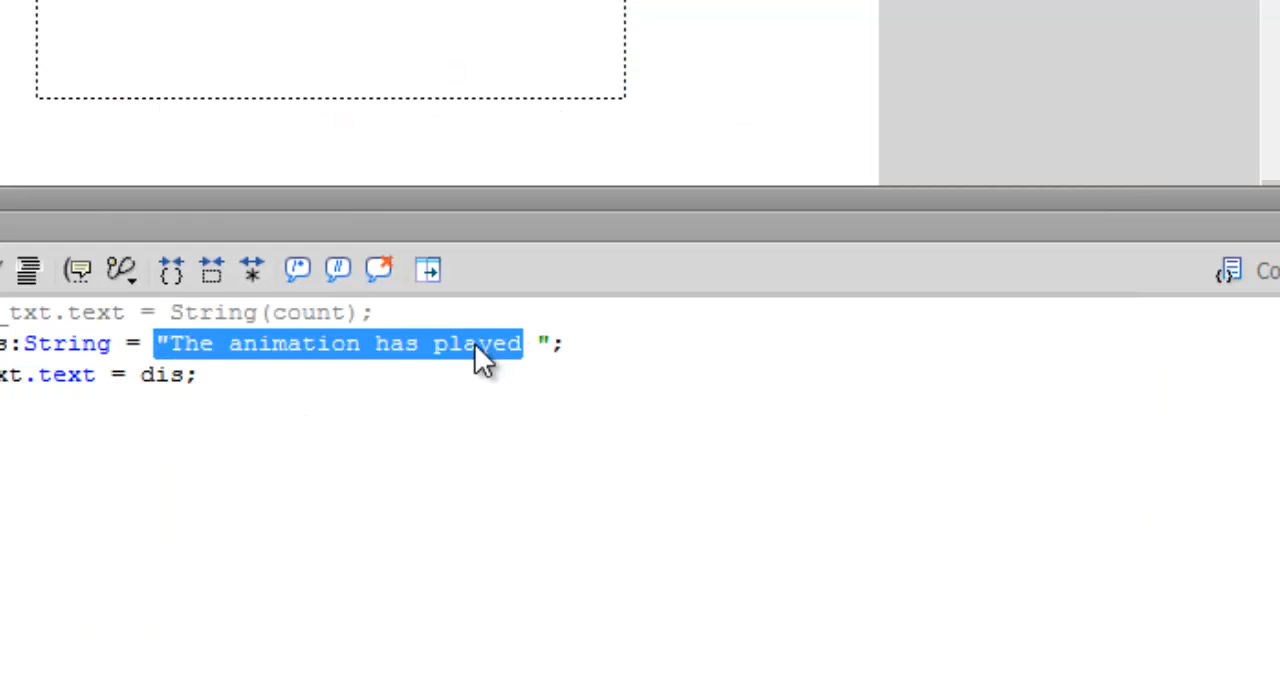 Co
_txt.text = String(count);
s:String = "The animation has played ";
xt.text = dis;